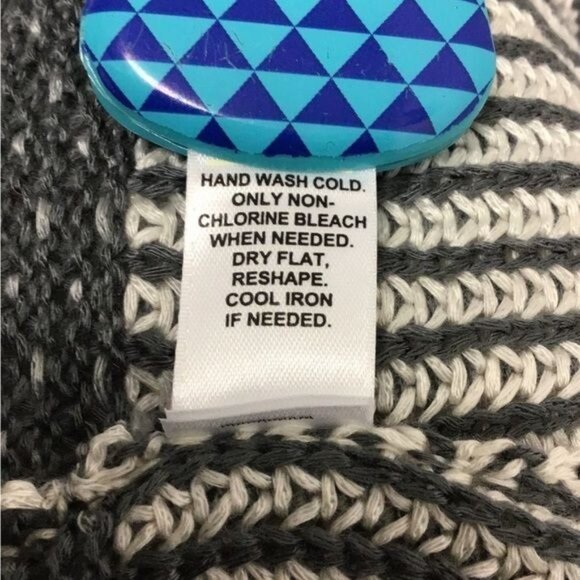 HAND WASH COLD.
ONLY NON-
CHLORINE BLEACH
WHEN NEEDED.
DRY FLAT,
RESHAPE.
COOL IRON
IF NEEDED.